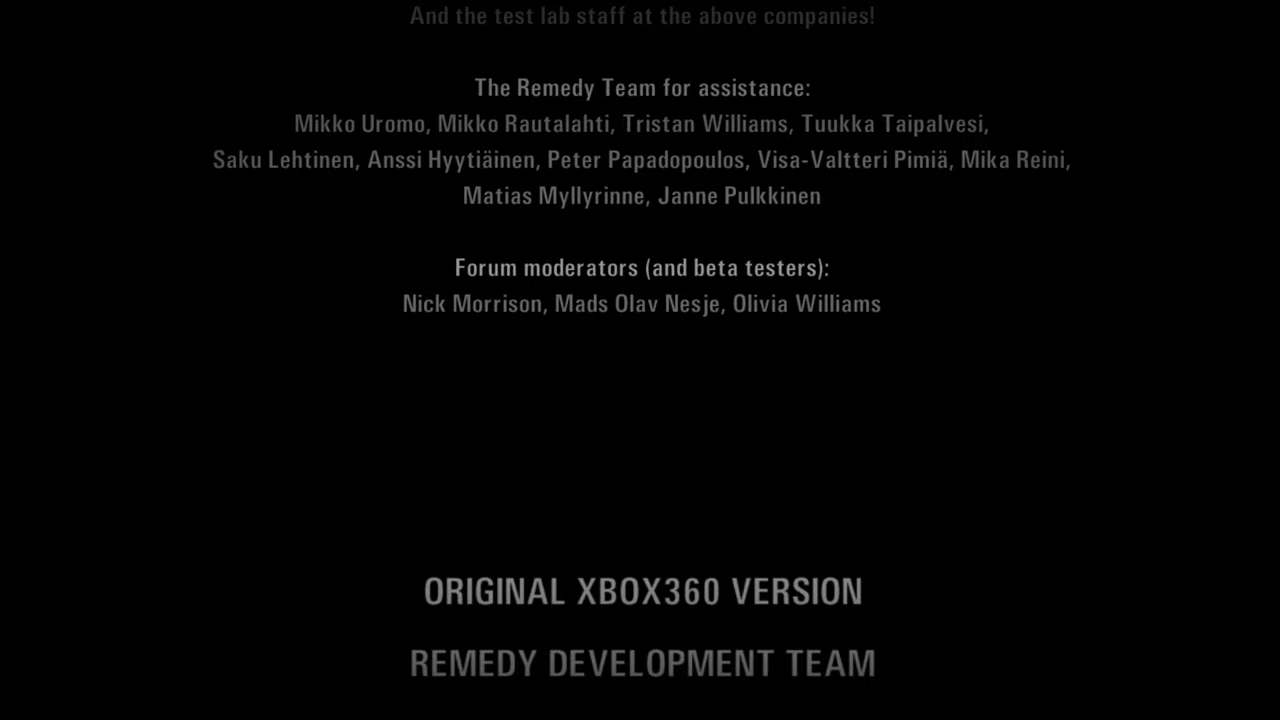 And the test lab staff at the above companies!
The Remedy Team for assistance:
Mikko Uromo, Mikko Rautalahti, Tristan Williams, Tuukka Taipalvesi,
Saku Lehtinen, Anssi Hyytiäinen, Peter Papadopoulos, Visa-Valtteri Pimiä, Mika Reini,
Matias Myllyrinne, Janne Pulkkinen
Forum moderators (and beta testers):
Nick Morrison, Mads Olav Nesje, Olivia Williams
ORIGINAL XBOX360 VERSION
REMEDY DEVELOPMENT TEAM